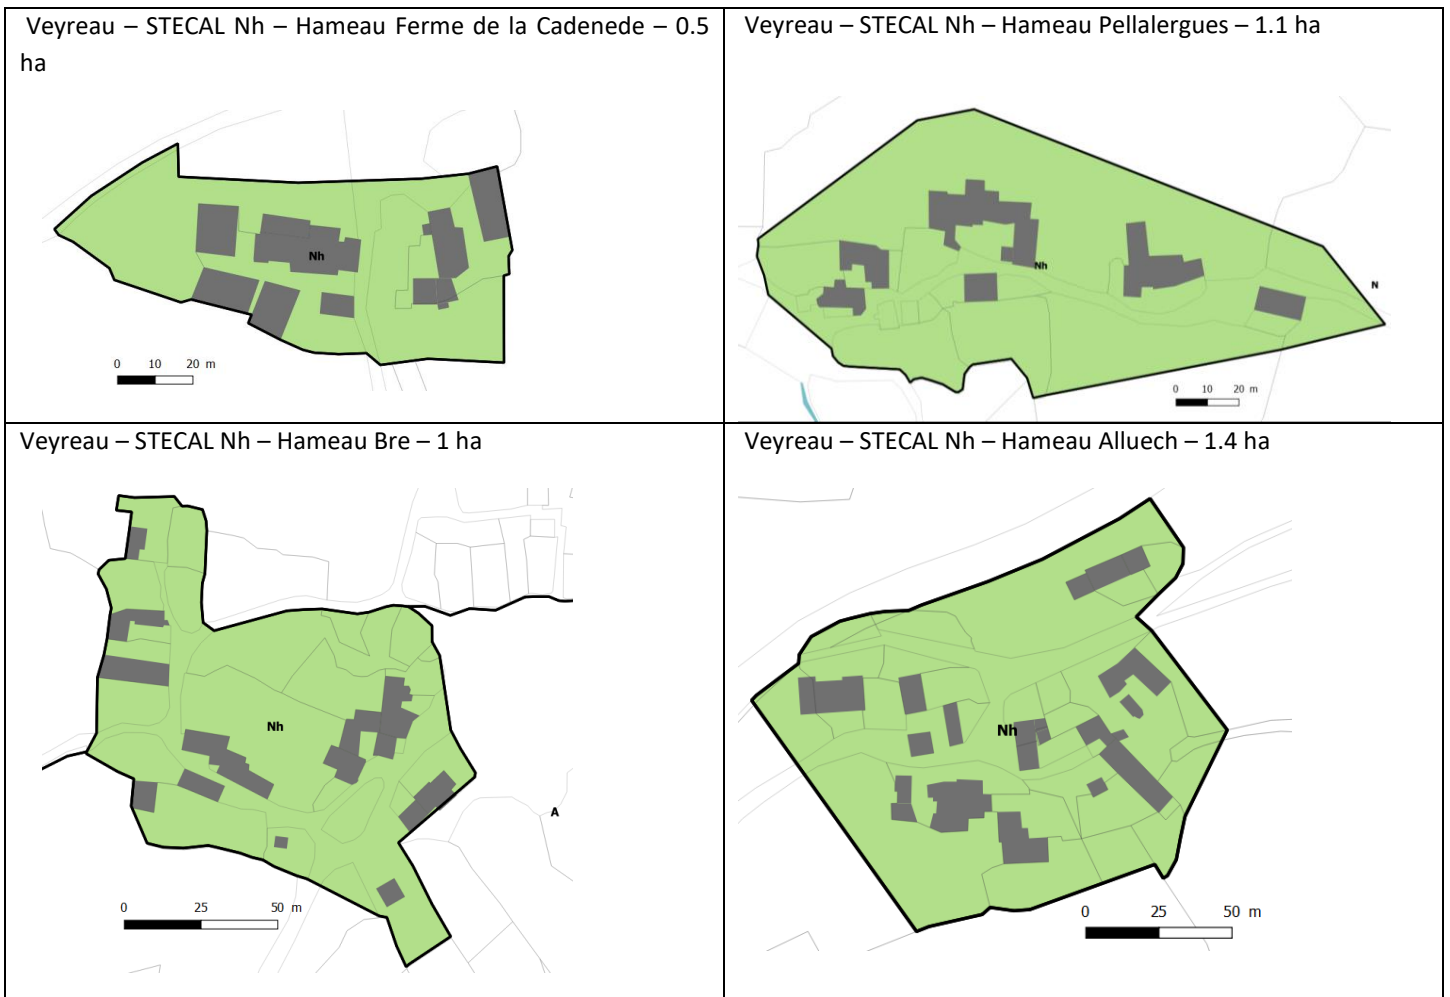 Veyreau – STECAL Nh – Hameau Ferme de la Cadenede – 0.5
ha
Nh
0 10 20 m
Veyreau – STECAL Nh – Hameau Pellalergues – 1.1 ha
Nh
N
0 10 20 m
Veyreau – STECAL Nh – Hameau Bre – 1 ha
Nh
A
0 25 50 m
Veyreau – STECAL Nh – Hameau Alluech – 1.4 ha
Nh
0 25 50 m